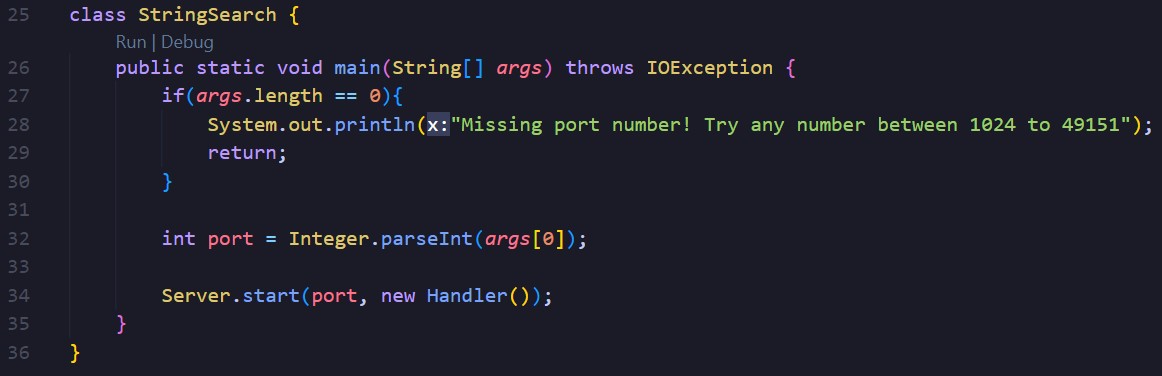 25 class StringSearch {
Run | Debug
26 public static void main(String[] args) throws IOException {
27 if(args.length == 0){
28 System.out.println(x:"Missing port number! Try any number between 1024 to 49151");
29 return;
30 }
31
32 int port = Integer.parseInt(args[0]);
33
34 Server.start(port, new Handler());
35 }
36 }